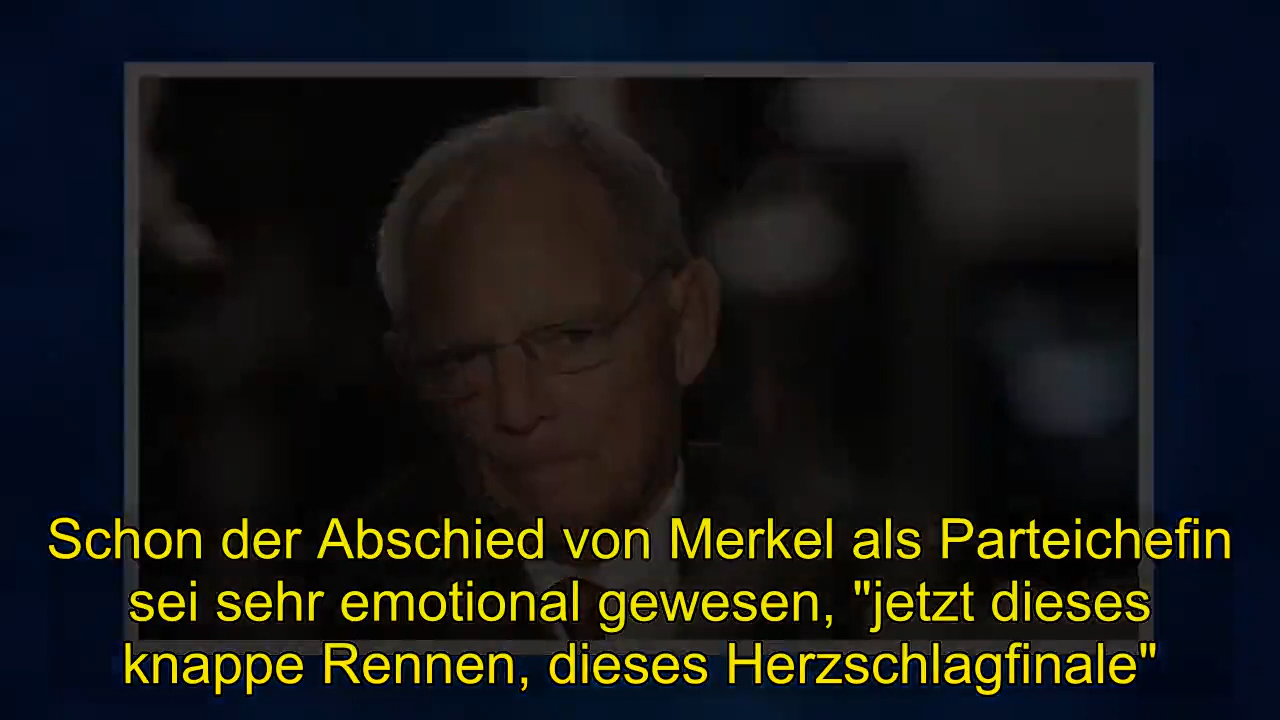 Schon der Abschied von Merkel als Parteichefin
sei sehr emotional gewesen, "jetzt dieses
knappe Rennen, dieses Herzschlagfinale"